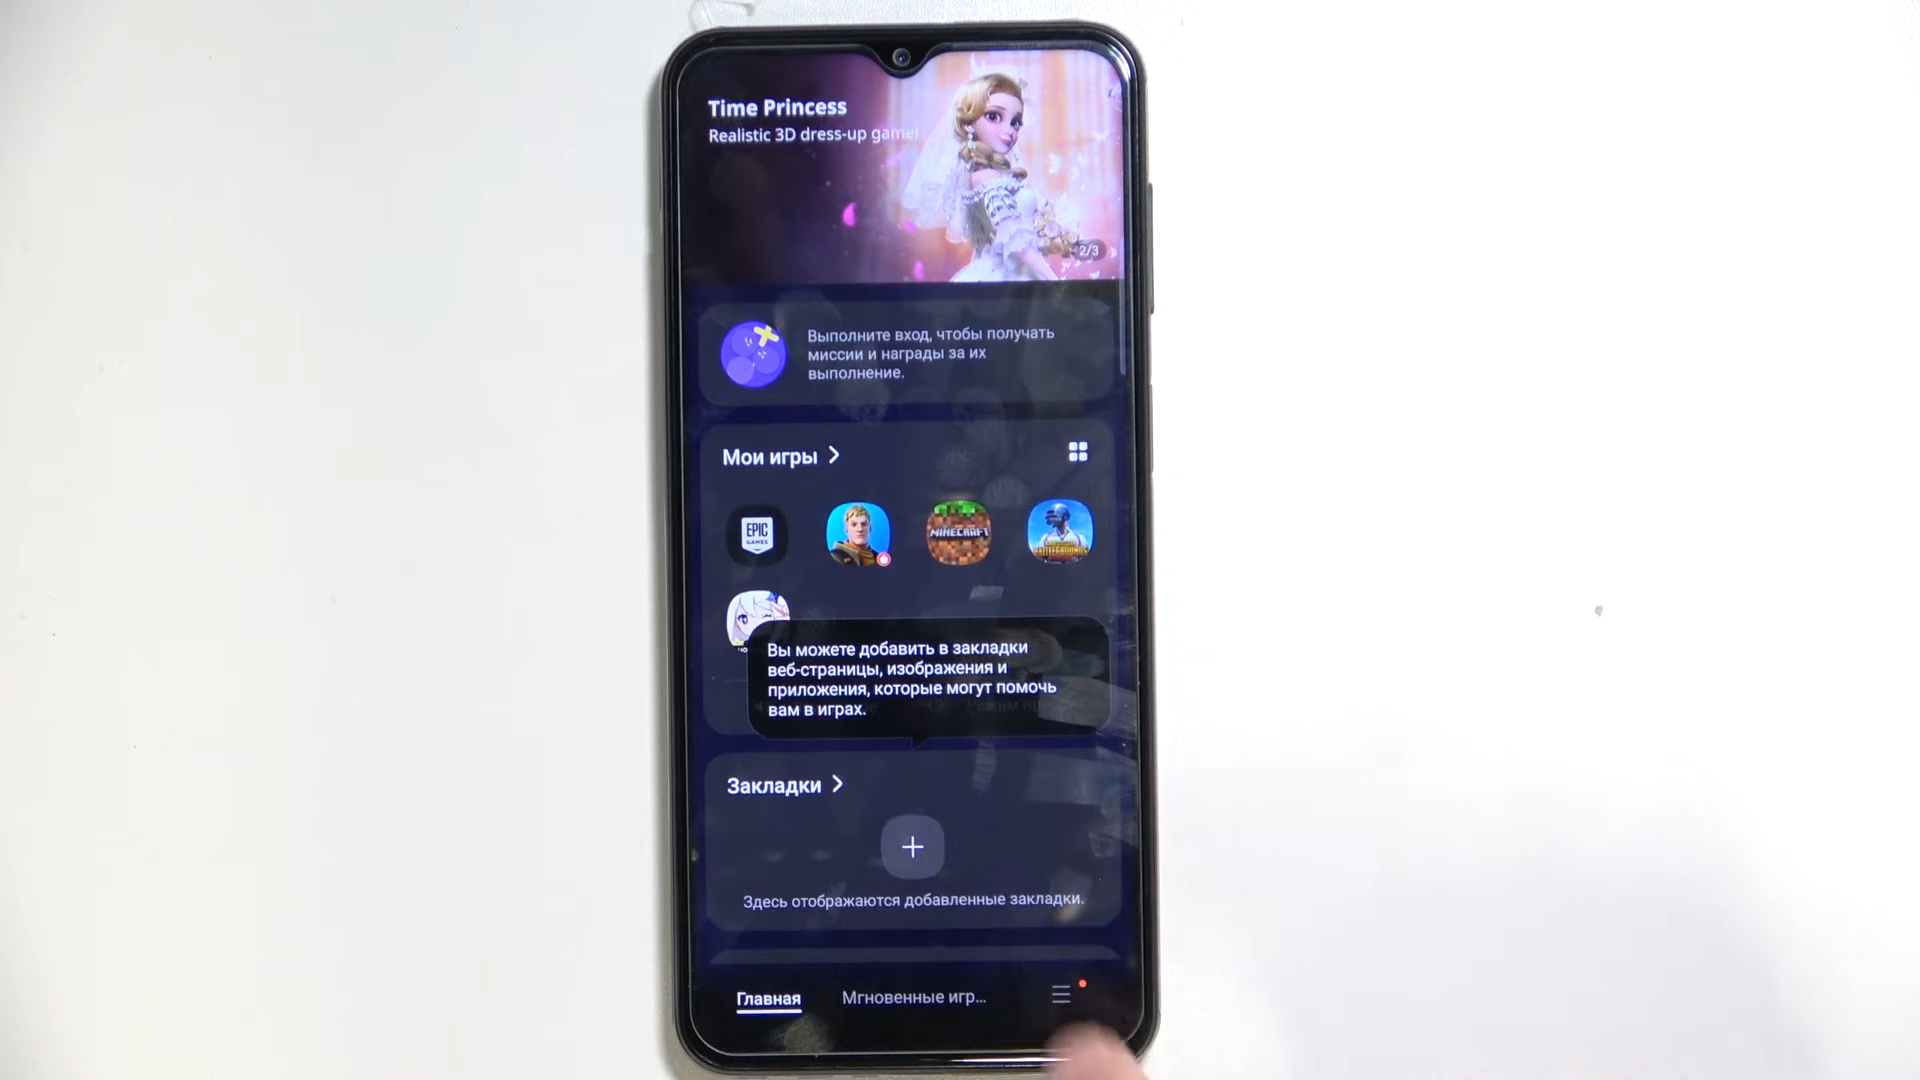 Time Princess
Realistic 3D dress-up game!
2/3
Выполните вход, чтобы получать
миссии и награды за их
выполнение.
Мои игры
EPIC
GAMES
MINECRAFT
BATTLEGROUNDS
Вы можете добавить в закладки
веб-страницы, изображения и
приложения, которые могут помочь
вам в играх.
Закладки
Здесь отображаются добавленные закладки.
Главная
Мгновенные игр...